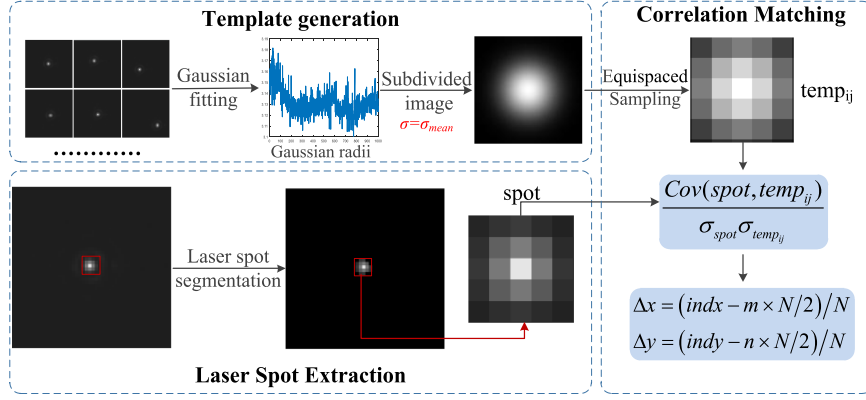 Template generation
Gaussian
fitting
Gaussian radii
Subdivided
image
σ=σmean
Equispaced
Sampling
Correlation Matching
tempij
Cov(spot,tempij)
σspotσtempij
Δx=(indx−m×N/2)/N
Δy=(indy−n×N/2)/N
Laser spot
segmentation
spot
Laser Spot Extraction